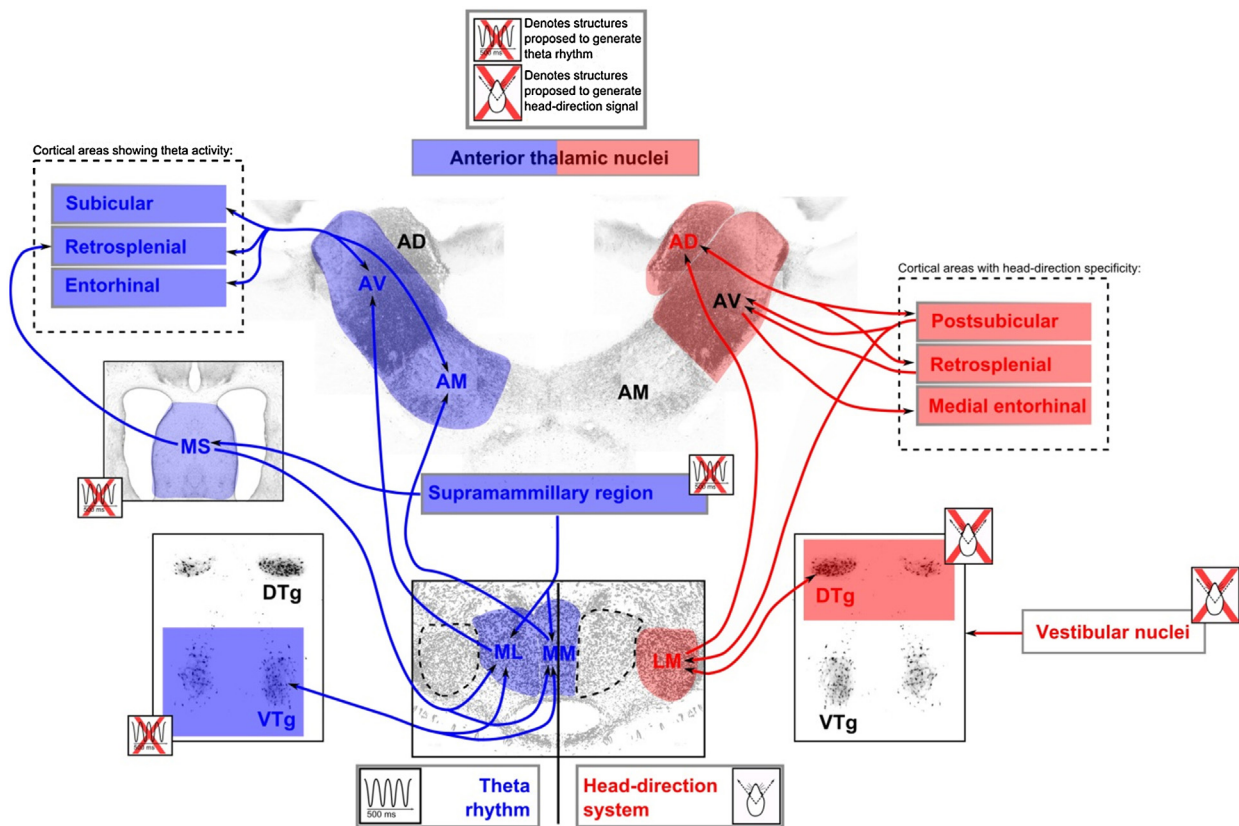 500 ms
Denotes structures
proposed to generate
theta rhythm
Denotes structures
proposed to generate
head-direction signal
Anterior thalamic nuclei
Cortical areas showing theta activity:
Subicular
Retrosplenial
Entorhinal
AD
AV
AM
AD
AV
AM
Cortical areas with head-direction specificity:
Postsubicular
Retrosplenial
Medial entorhinal
MS
500 ms
Supramammillary region
500 ms
DTg
VTg
500 ms
ML
MM
LM
DTg
VTg
Vestibular nuclei
500 ms
Theta
rhythm
Head-direction
system